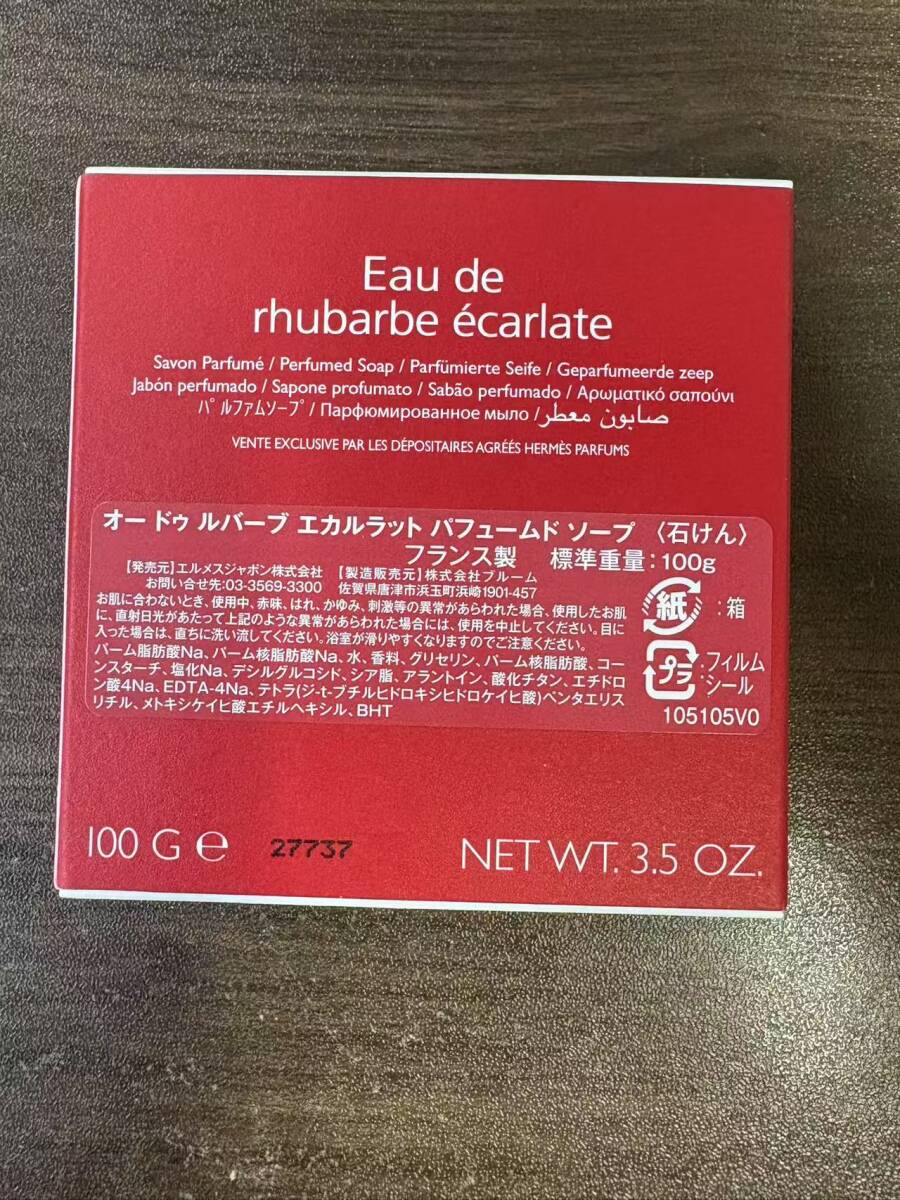 Eau de
rhubarbe écarlate
Savon Parfumé / Perfumed Soap / Parfümierte Seife / Geparfumeerde zeep
Jabón perfumado / Sapone profumato / Sabão perfumado / Αρωματικό σαπούνι
パルファムソープ / Парфюмированное мыло / صابون معطر
VENTE EXCLUSIVE PAR LES DÉPOSITAIRES AGRÉÉS HERMÈS PARFUMS
オー ドゥ ルバーブ エカルラット パフュームド ソープ 〈石けん〉
フランス製 標準重量:100g
【発売元】エルメスジャポン株式会社 【製造販売元】株式会社ブルーム
お問い合せ先:03-3569-3300 佐賀県唐津市浜玉町浜崎1901-457
お肌に合わないとき、使用中、赤味、はれ、かゆみ、刺激等の異常があらわれた場合、使用したお肌
に、直射日光があたって上記のような異常があらわれた場合には、使用を中止してください。目に
入った場合は、直ちに洗い流してください。浴室が滑りやすくなりますのでご注意ください。
パーム脂肪酸Na、パーム核脂肪酸Na、水、香料、グリセリン、パーム核脂肪酸、コー
ンスターチ、塩化Na、デシルグルコシド、シア脂、アラントイン、酸化チタン、エチドロ
ン酸4Na、EDTA-4Na、テトラ(ジ-t-ブチルヒドロキシヒドロケイヒ酸)ペンタエリス
リチル、メトキシケイヒ酸エチルヘキシル、BHT
紙 :箱
プラ :フィルム
シール
105105V0
100 G e 27737 NET WT. 3.5 OZ.